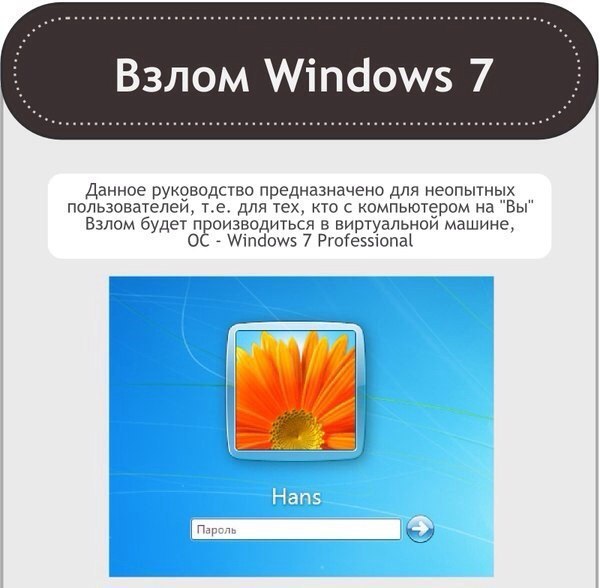 Взлом Windows 7
Данное руководство предназначено для неопытных
пользователей, т.е. для тех, кто с компьютером на "Вы"
Взлом будет производиться в виртуальной машине,
ОС - Windows 7 Professional
Hans
Пароль